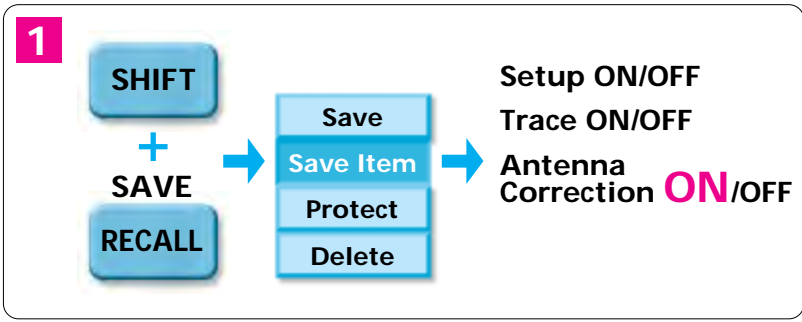 1
SHIFT
+
SAVE
RECALL
Save
Save Item
Protect
Delete
Setup ON/OFF
Trace ON/OFF
Antenna
Correction ON/OFF